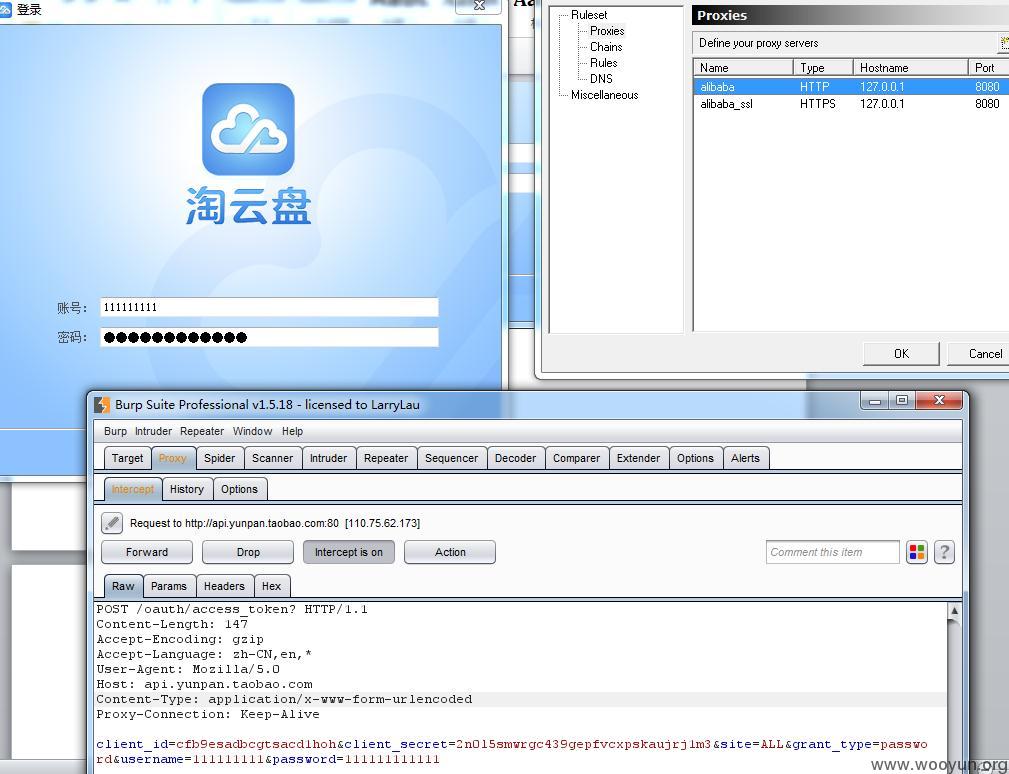 登录
淘云盘
账号： 111111111
密码： ●●●●●●●●●●●●
Ruleset
Proxies
Chains
Rules
DNS
Miscellaneous
Proxies
Define your proxy servers
Name Type Hostname Port
alibaba HTTP 127.0.0.1 8080
alibaba_ssl HTTPS 127.0.0.1 8080
OK Cancel
Burp Suite Professional v1.5.18 - licensed to LarryLau
Burp Intruder Repeater Window Help
Target Proxy Spider Scanner Intruder Repeater Sequencer Decoder Comparer Extender Options Alerts
Intercept History Options
Request to http://api.yunpan.taobao.com:80 [110.75.62.173]
Forward Drop Intercept is on Action Comment this item ?
Raw Params Headers Hex
POST /oauth/access_token? HTTP/1.1
Content-Length: 147
Accept-Encoding: gzip
Accept-Language: zh-CN,en,*
User-Agent: Mozilla/5.0
Host: api.yunpan.taobao.com
Content-Type: application/x-www-form-urlencoded
Proxy-Connection: Keep-Alive
client_id=cfb9esadbcgtsacd1hoh&client_secret=2n0l5smwrgc439gepfvcxpskaujrj1m3&site=ALL&grant_type=passwo
rd&username=111111111&password=111111111111
www.wooyun.org